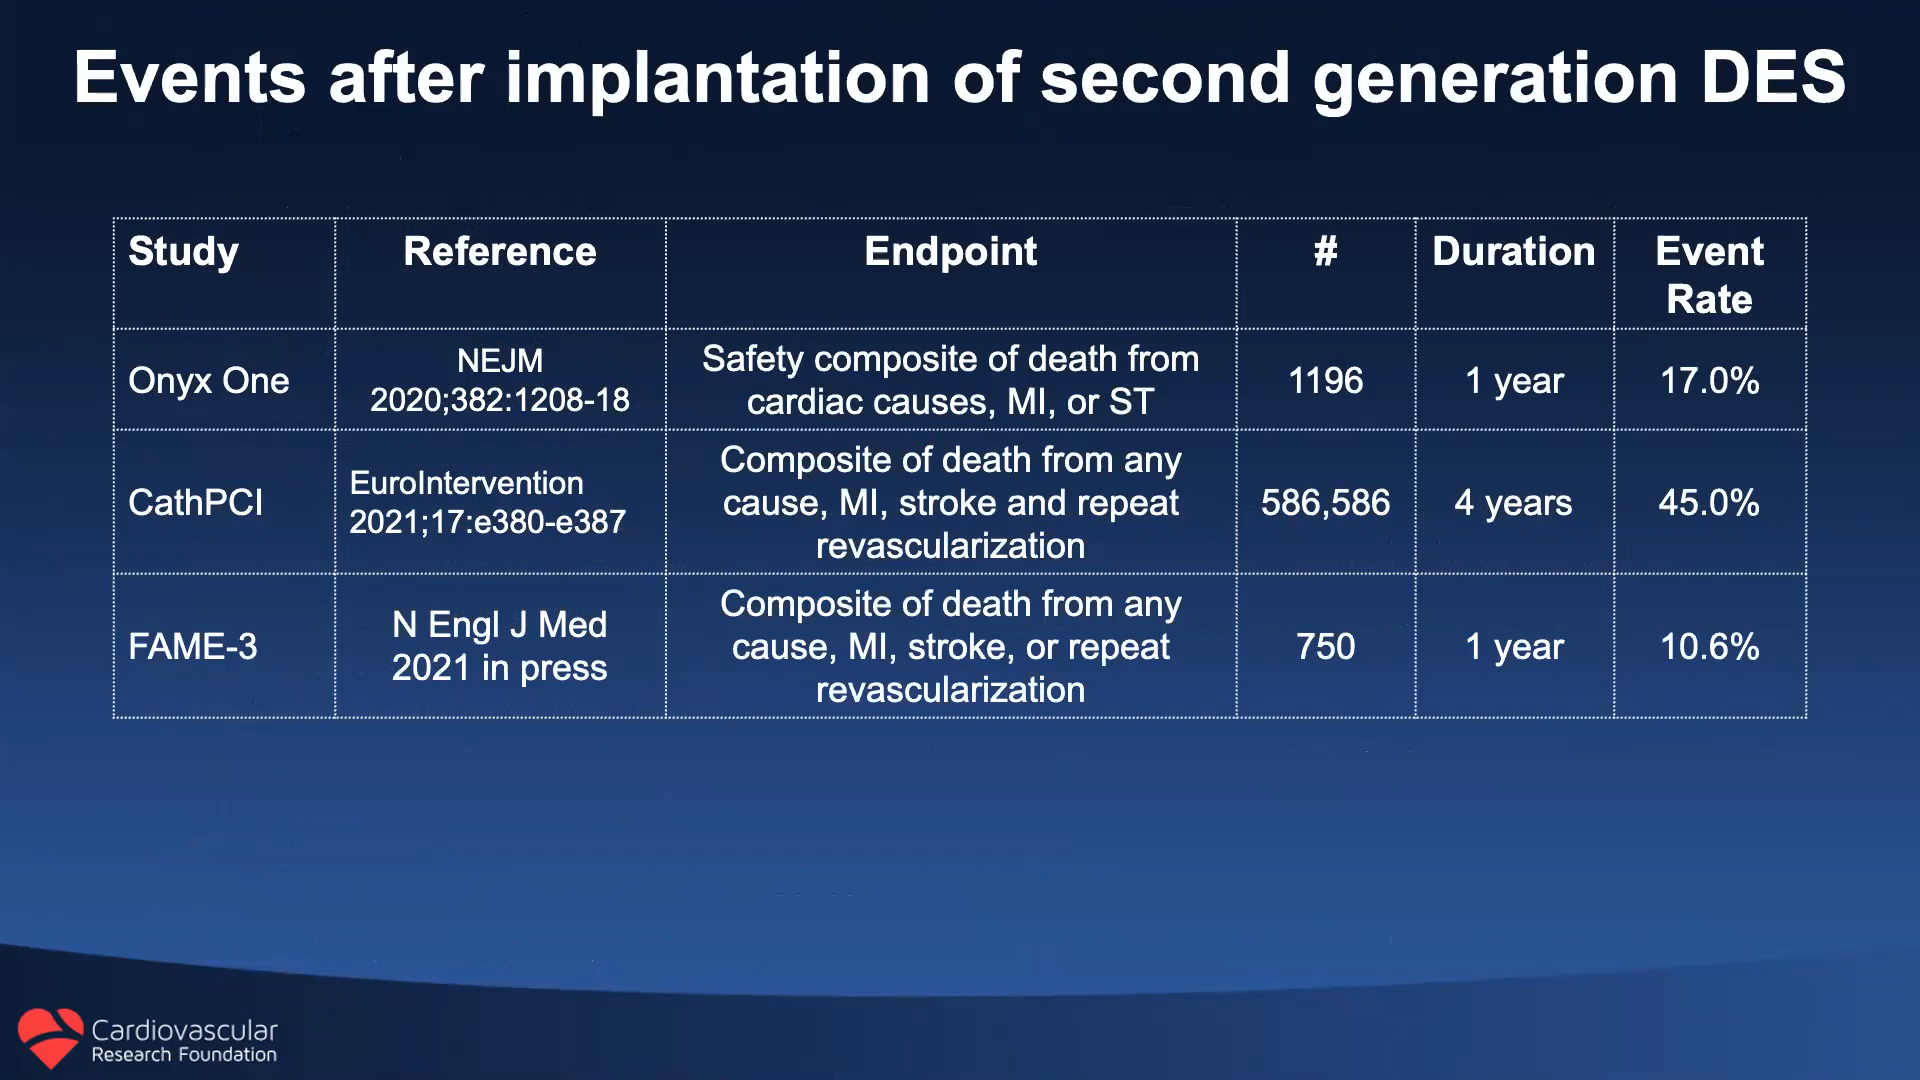 Events after implantation of second generation DES
Study
Reference
Endpoint
#
Duration
Event
Rate
Onyx One
NEJM
2020;382:1208-18
Safety composite of death from
cardiac causes, MI, or ST
1196
1 year
17.0%
CathPCI
EuroIntervention
2021;17:e380-e387
Composite of death from any
cause, MI, stroke and repeat
revascularization
586,586
4 years
45.0%
FAME-3
N Engl J Med
2021 in press
Composite of death from any
cause, MI, stroke, or repeat
revascularization
750
1 year
10.6%
Cardiovascular
Research Foundation